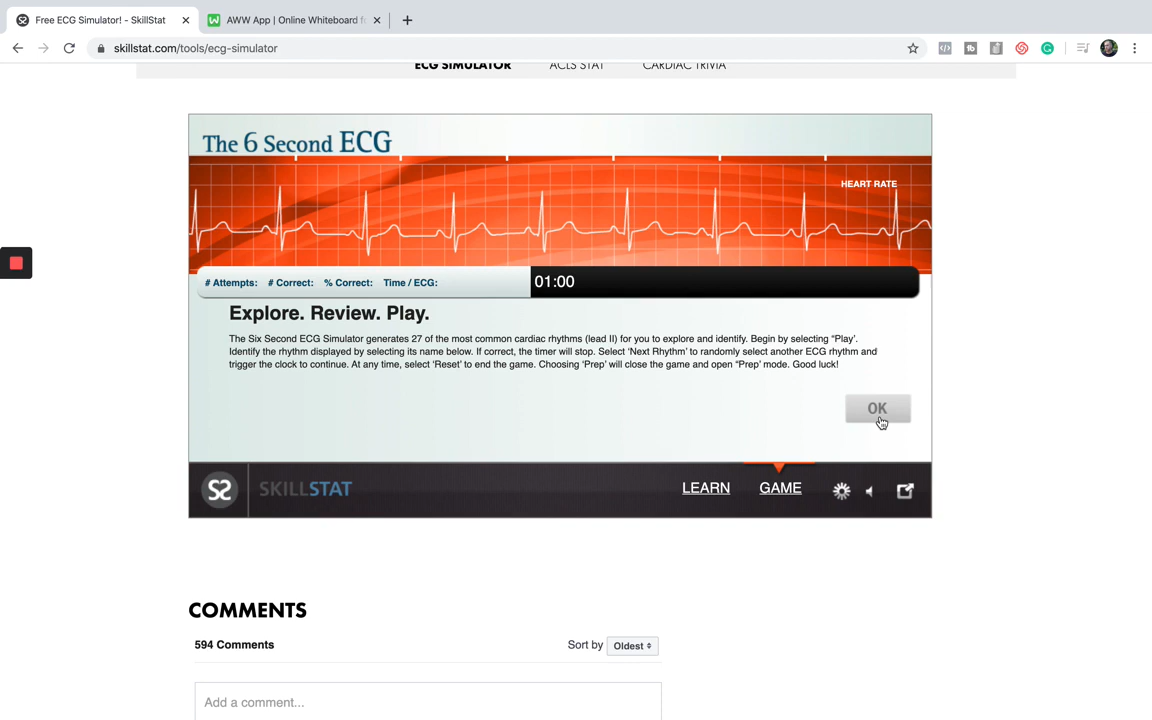 Free ECG Simulator! - SkillStat
AWW App | Online Whiteboard f
skillstat.com/tools/ecg-simulator
ECG SIMULATOR
ACLS STAT
CARDIAC TRIVIA
The 6 Second ECG
HEART RATE
# Attempts: # Correct: % Correct: Time / ECG:
01:00
Explore. Review. Play.
The Six Second ECG Simulator generates 27 of the most common cardiac rhythms (lead II) for you to explore and identify. Begin by selecting "Play'.
Identify the rhythm displayed by selecting its name below. If correct, the timer will stop. Select 'Next Rhythm' to randomly select another ECG rhythm and
trigger the clock to continue. At any time, select 'Reset' to end the game. Choosing 'Prep' will close the game and open "Prep' mode. Good luck!
OK
S2
SKILLSTAT
LEARN
GAME
COMMENTS
594 Comments
Sort by
Oldest
Add a comment...